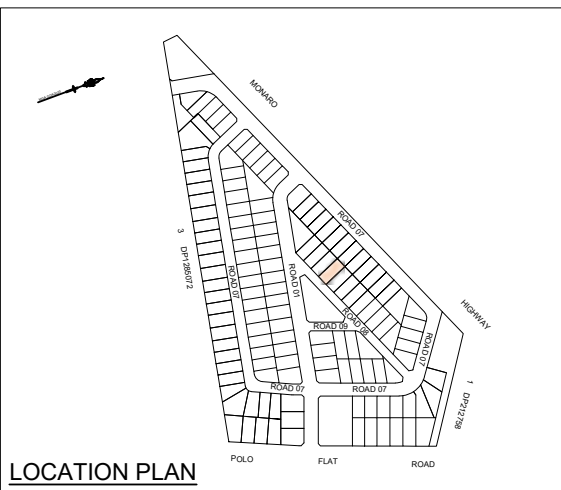 MONARO
ROAD 07
3 DP1285072
ROAD 07
ROAD 01
ROAD 08
HIGHWAY
ROAD 09
ROAD 07
ROAD 07
ROAD 07
1 DP212758
POLO FLAT ROAD
LOCATION PLAN